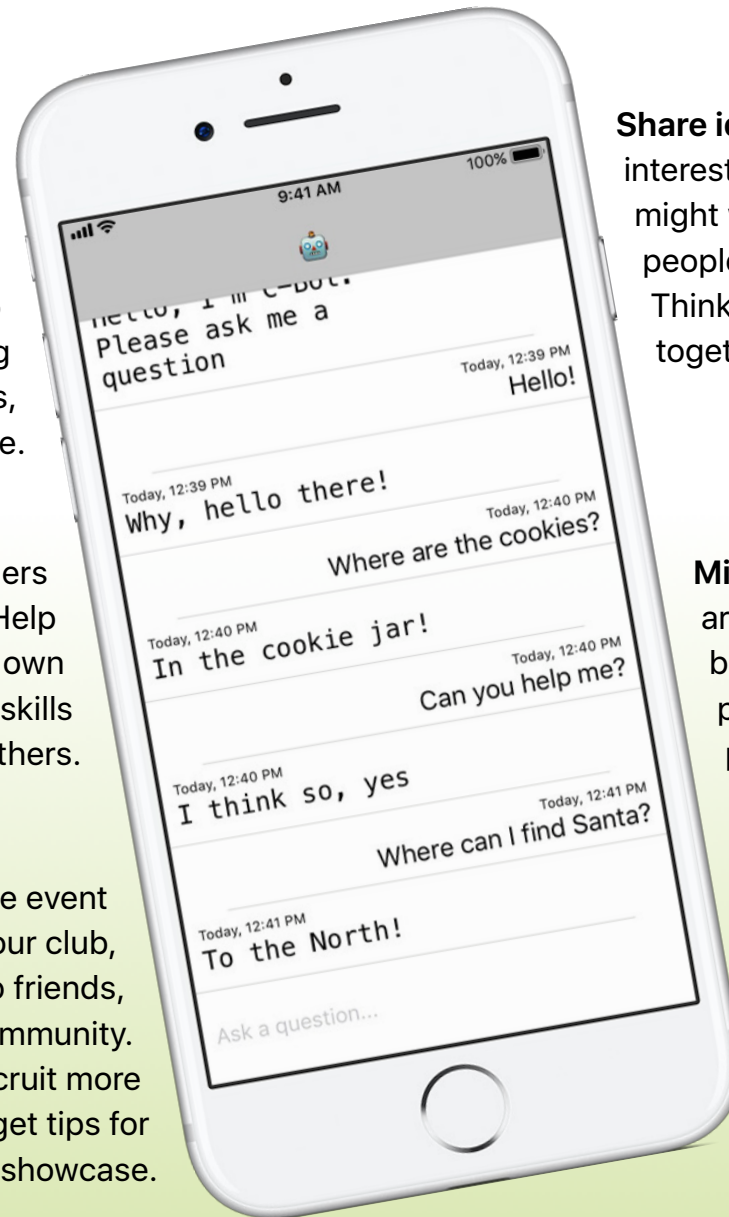 9:41 AM
100%
Hello, I'm C-Bot.
Please ask me a
question
Today, 12:39 PM
Hello!
Today, 12:39 PM
Why, hello there!
Today, 12:40 PM
Where are the cookies?
Today, 12:40 PM
In the cookie jar!
Today, 12:40 PM
Can you help me?
Today, 12:40 PM
I think so, yes
Today, 12:41 PM
Where can I find Santa?
Today, 12:41 PM
To the North!
Ask a question...
g
s,
e.
ers
Help
own
skills
thers.
e event
our club,
o friends,
mmunity.
cruit more
get tips for
showcase.
Share id
interest
might
people
Think
toget
Mi
ar
b
p